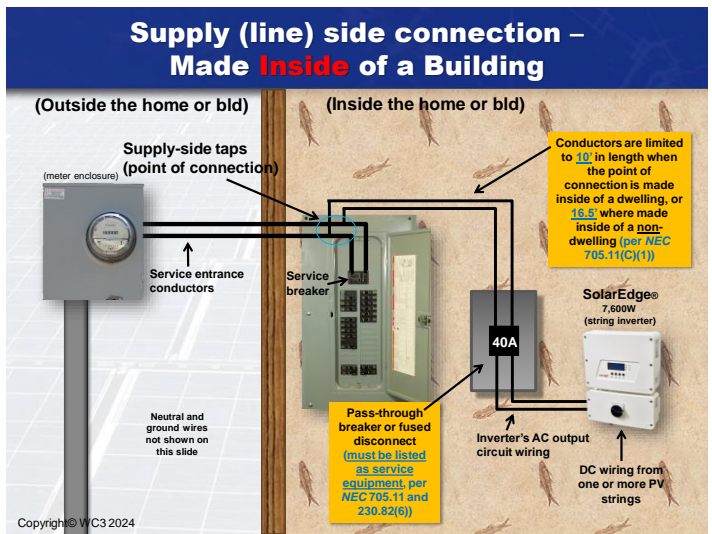 Supply (line) side connection –
Made Inside of a Building
(Outside the home or bld)
(Inside the home or bld)
Supply-side taps
(point of connection)
(meter enclosure)
Service entrance
conductors
Service
breaker
Conductors are limited
to 10' in length when
the point of
connection is made
inside of a dwelling, or
16.5' where made
inside of a non-
dwelling (per NEC
705.11(C)(1))
SolarEdge®
7,600W
(string inverter)
40A
Neutral and
ground wires
not shown on
this slide
Pass-through
breaker or fused
disconnect
(must be listed
as service
equipment, per
NEC 705.11 and
230.82(6))
Inverter's AC output
circuit wiring
DC wiring from
one or more PV
strings
Copyright© WC3 2024